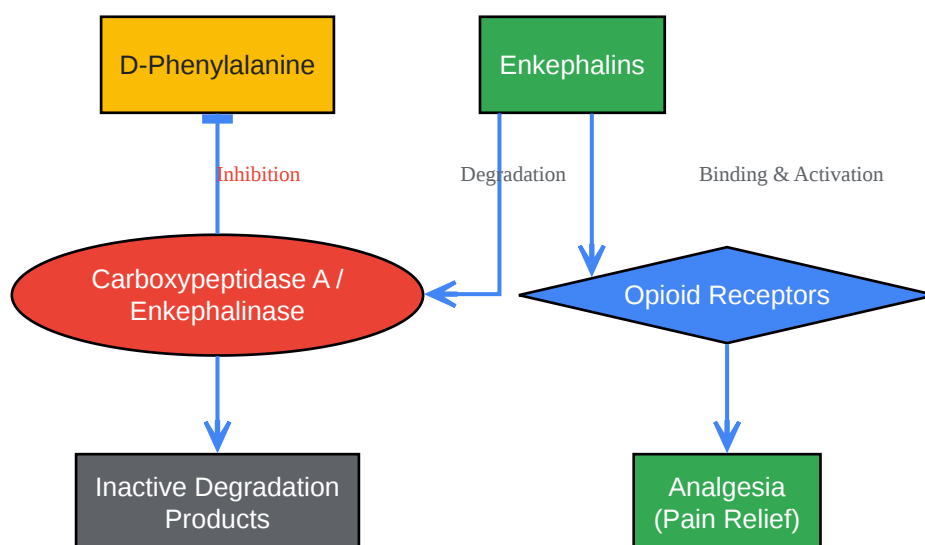 D-Phenylalanine
Enkephalins
Inhibition
Degradation
Binding & Activation
Carboxypeptidase A /
Enkephalinase
Opioid Receptors
Inactive Degradation
Products
Analgesia
(Pain Relief)